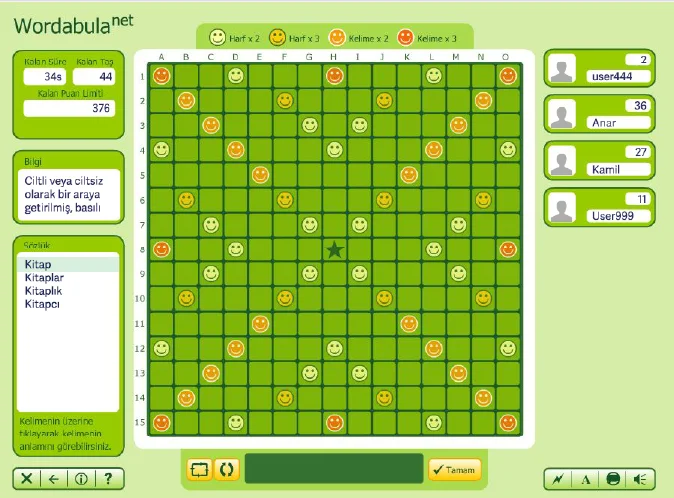 Wordabula net
Harf x 2 Harf x 3 Kelime x 2 Kelime x 3
Kalan Süre Kalan Taş
34s 44
Kalan Puan Limiti
376
Bilgi
Ciltli veya ciltsiz
olarak bir araya
getirilmiş, basılı
Sözlük
Kitap
Kitaplar
Kitaplık
Kitapcı
Kelimenin üzerine
tıklayarak kelimenin
anlamını görebilirsiniz.
A B C D E F G H I J K L M N O
1
2
3
4
5
6
7
8
9
10
11
12
13
14
15
Tamam
2
user444
36
Anar
27
Kamil
11
User999
A